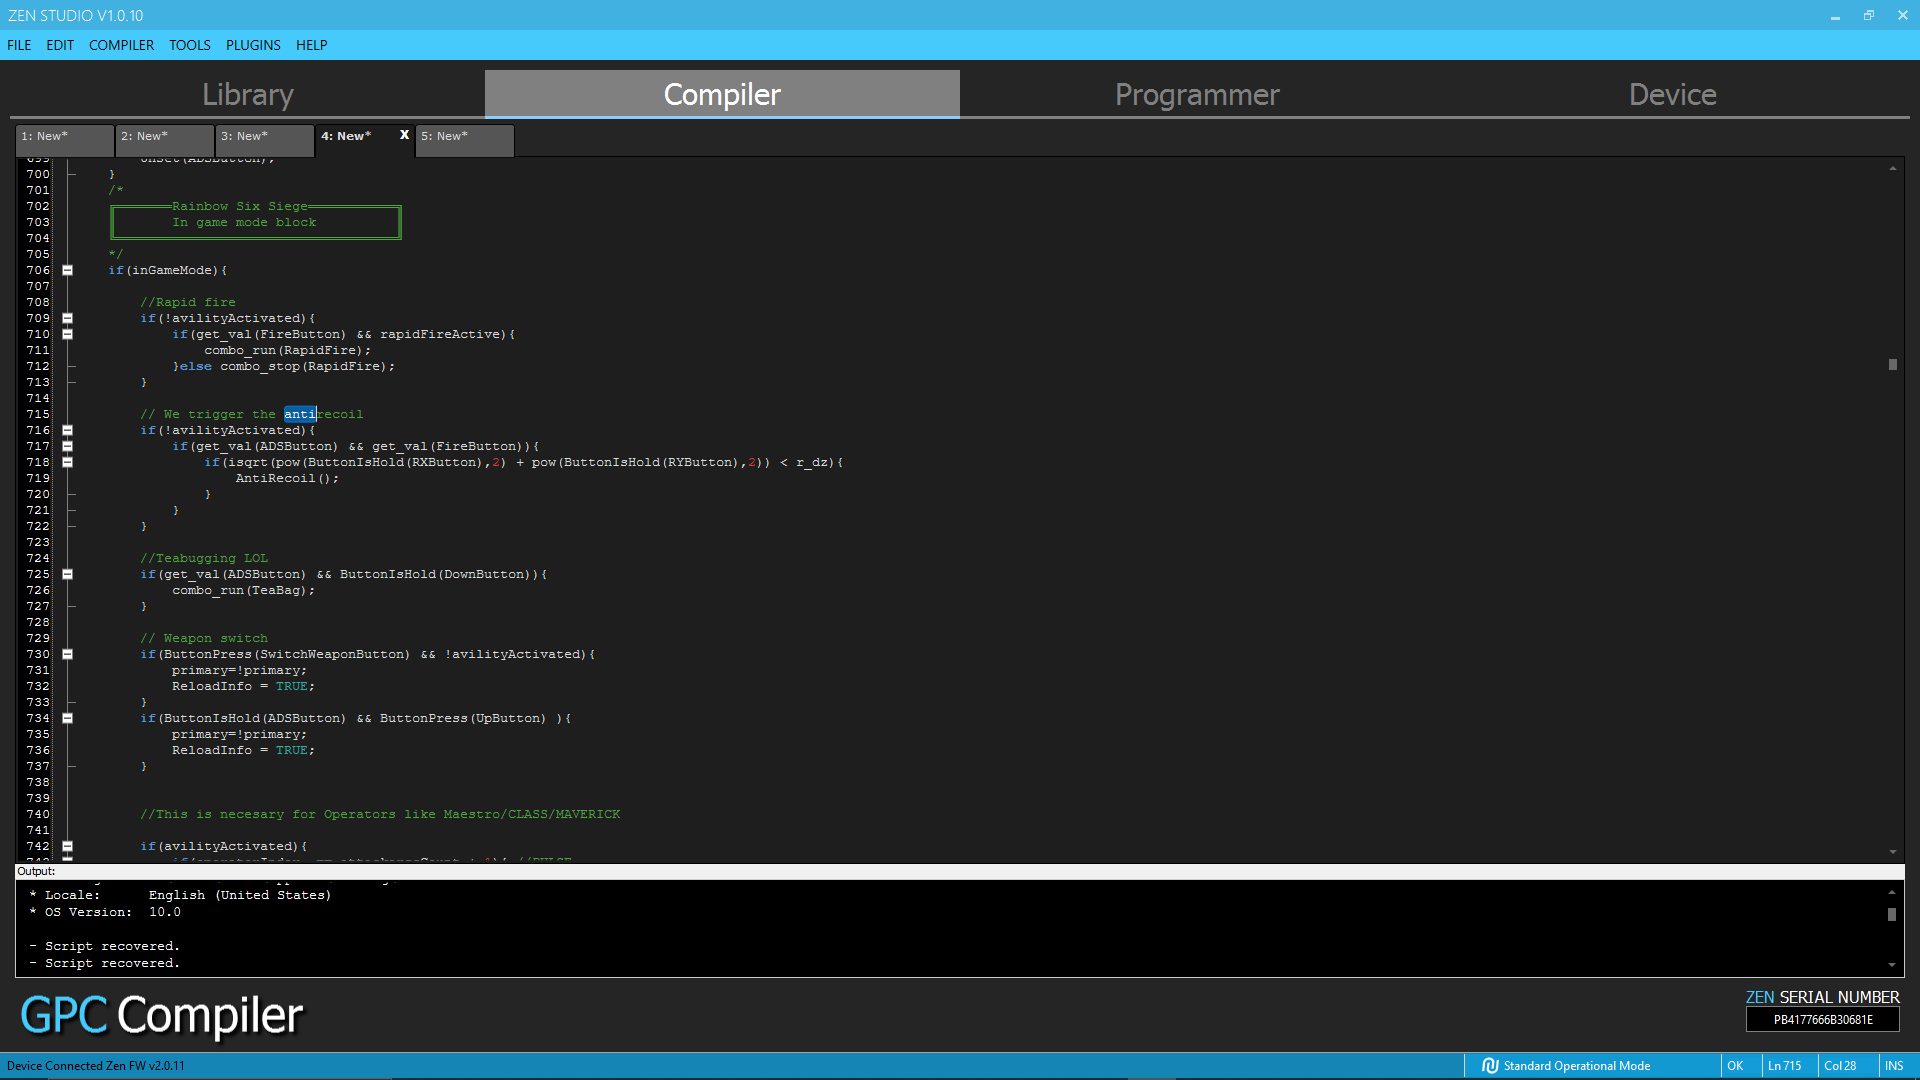 ZEN STUDIO V1.0.10
FILE EDIT COMPILER TOOLS PLUGINS HELP
Library Compiler Programmer Device
1: New* 2: New* 3: New* 4: New* X 5: New*
699 onset(ADSButton);
700 }
701 /*
702 Rainbow Six Siege
703 In game mode block
704
705 */
706 if(inGameMode){
707
708 //Rapid fire
709 if(!avilityActivated){
710 if(get_val(FireButton) && rapidFireActive){
711 combo_run(RapidFire);
712 }else combo_stop(RapidFire);
713 }
714
715 // We trigger the antirecoil
716 if(!avilityActivated){
717 if(get_val(ADSButton) && get_val(FireButton)){
718 if(isqrt(pow(ButtonIsHold(RXButton),2) + pow(ButtonIsHold(RYButton),2)) < r_dz){
719 AntiRecoil();
720 }
721 }
722 }
723
724 //Teabugging LOL
725 if(get_val(ADSButton) && ButtonIsHold(DownButton)){
726 combo_run(TeaBag);
727 }
728
729 // Weapon switch
730 if(ButtonPress(SwitchWeaponButton) && !avilityActivated){
731 primary=!primary;
732 ReloadInfo = TRUE;
733 }
734 if(ButtonIsHold(ADSButton) && ButtonPress(UpButton) ){
735 primary=!primary;
736 ReloadInfo = TRUE;
737 }
738
739
740 //This is necesary for Operators like Maestro/CLASS/MAVERICK
741
742 if(avilityActivated){
Output:
* Locale: English (United States)
* OS Version: 10.0
- Script recovered.
- Script recovered.
GPC Compiler
ZEN SERIAL NUMBER
PB4177666B30681E
Device Connected Zen FW v2.0.11
Standard Operational Mode OK Ln 715 Col 28 INS